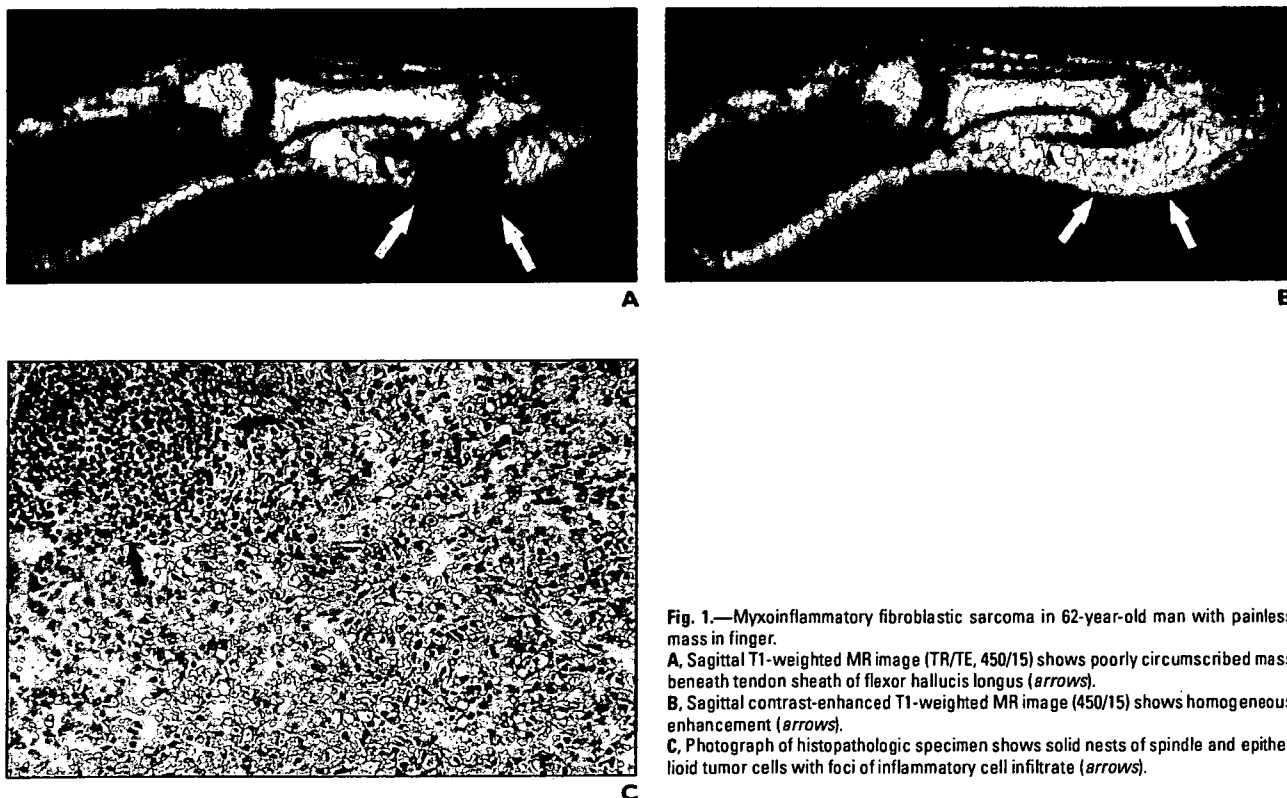 A
B
C
Fig. 1.—Myxoinflammatory fibroblastic sarcoma in 62-year-old man with painless
mass in finger.
A, Sagittal T1-weighted MR image (TR/TE, 450/15) shows poorly circumscribed mass
beneath tendon sheath of flexor hallucis longus (arrows).
B, Sagittal contrast-enhanced T1-weighted MR image (450/15) shows homogeneous
enhancement (arrows).
C, Photograph of histopathologic specimen shows solid nests of spindle and epithe-
lioid tumor cells with foci of inflammatory cell infiltrate (arrows).